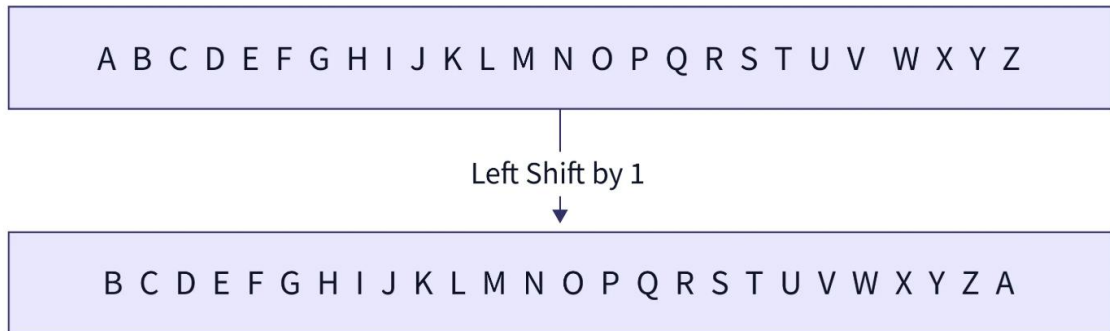 A B C D E F G H I J K L M N O P Q R S T U V W X Y Z
Left Shift by 1
B C D E F G H I J K L M N O P Q R S T U V W X Y Z A